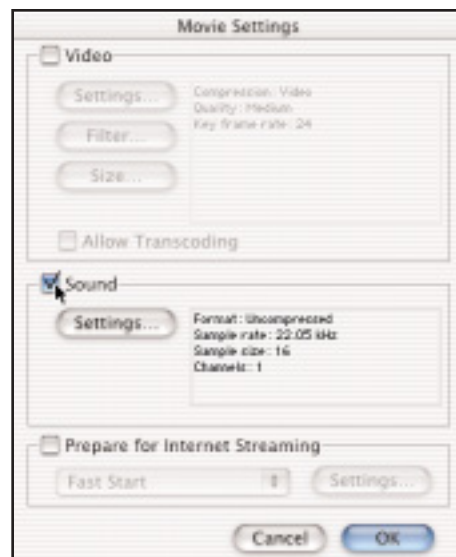 Movie Settings
Video
Settings...
Filter...
Size...
Compression: Video
Quality: Medium
Key frame rate: 24
Allow Transcoding
Sound
Settings...
Format: Uncompressed
Sample rate: 22.05 kHz
Sample size: 16
Channels: 1
Prepare for Internet Streaming
Fast Start
Settings...
Cancel
OK